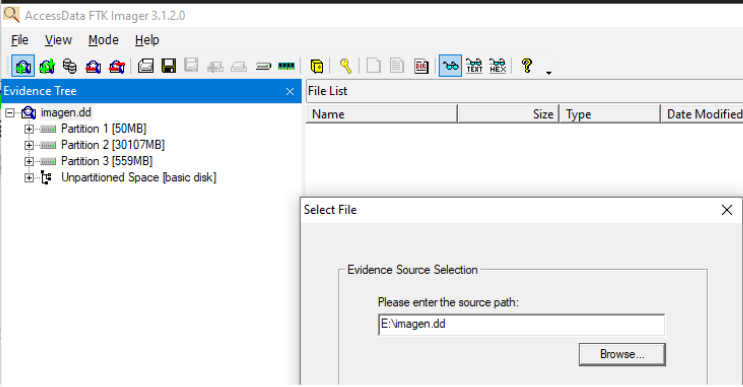 AccessData FTK Imager 3.1.2.0
File View Mode Help
TEXT HEX
Evidence Tree
File List
Name Size Type Date Modified
imagen.dd
Partition 1 [50MB]
Partition 2 [30107MB]
Partition 3 [559MB]
Unpartitioned Space [basic disk]
Select File
Evidence Source Selection
Please enter the source path:
E:\imagen.dd
Browse...